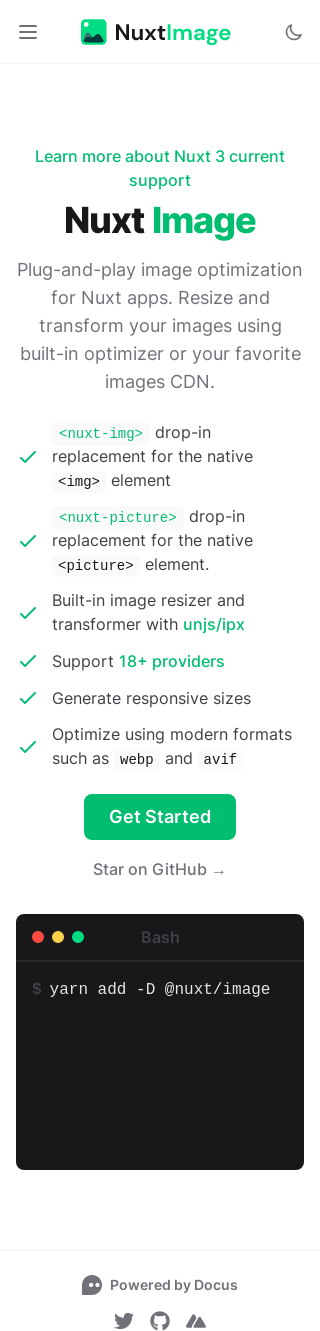 NuxtImage
Learn more about Nuxt 3 current
support
Nuxt Image
Plug-and-play image optimization
for Nuxt apps. Resize and
transform your images using
built-in optimizer or your favorite
images CDN.
<nuxt-img> drop-in
replacement for the native
<img> element
<nuxt-picture> drop-in
replacement for the native
<picture> element.
Built-in image resizer and
transformer with unjs/ipx
Support 18+ providers
Generate responsive sizes
Optimize using modern formats
such as webp and avif
Get Started
Star on GitHub →
Bash
$ yarn add -D @nuxt/image
Powered by Docus